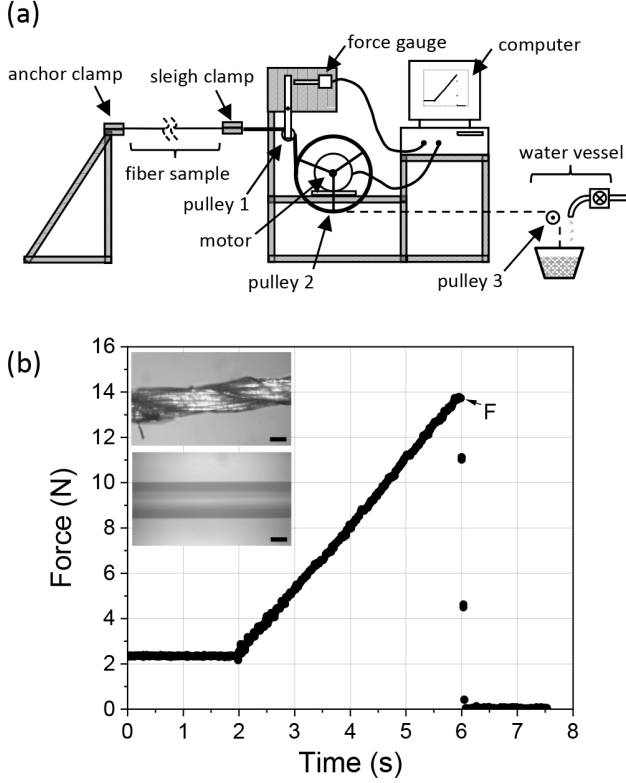 (a)
force gauge
computer
anchor clamp
sleigh clamp
water vessel
fiber sample
pulley 1
motor
pulley 2
pulley 3
(b)
16
14
12
10
8
6
4
2
0
F
Force (N)
0 1 2 3 4 5 6 7 8
Time (s)